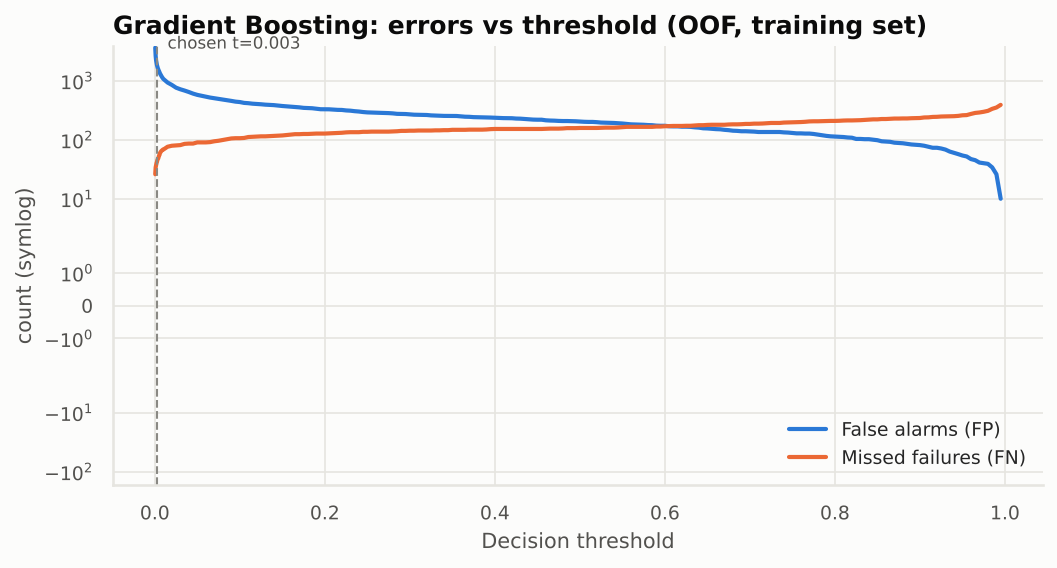 Gradient Boosting: errors vs threshold (OOF, training set)
chosen t=0.003
count (symlog)
10³
10²
10¹
10⁰
0
−10⁰
−10¹
−10²
False alarms (FP)
Missed failures (FN)
0.0 0.2 0.4 0.6 0.8 1.0
Decision threshold